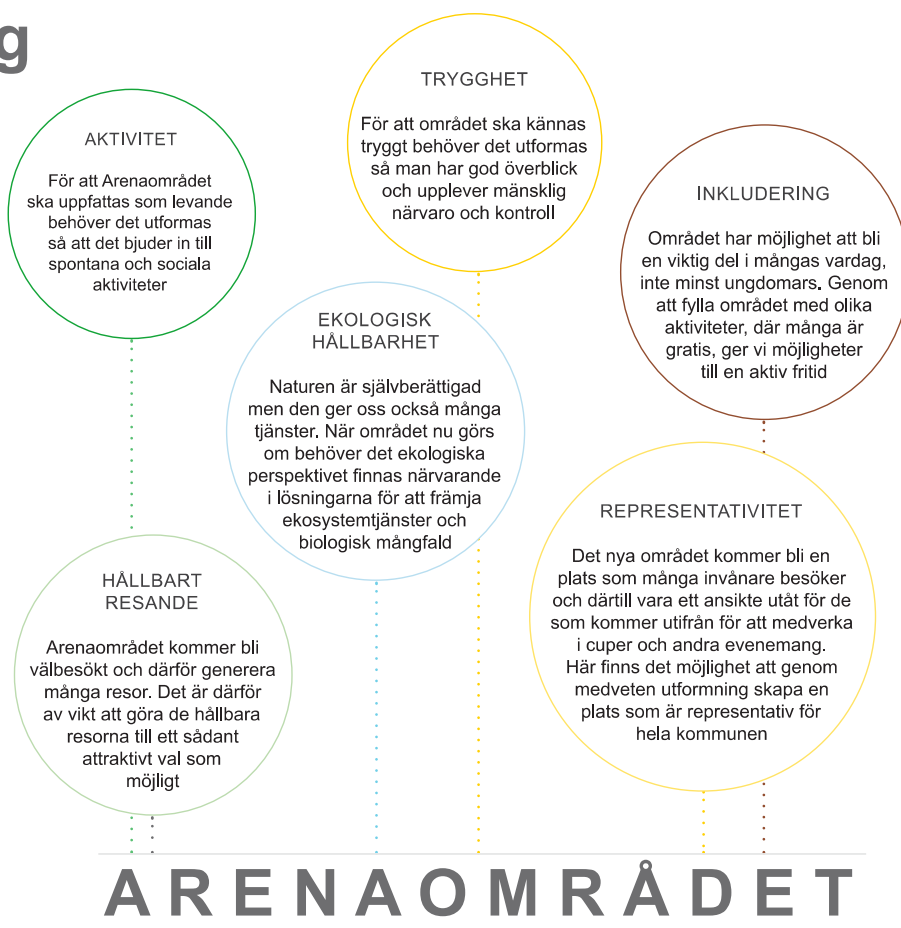 g
TRYGGHET
För att området ska kännas
tryggt behöver det utformas
så man har god överblick
och upplever mänsklig
närvaro och kontroll
AKTIVITET
För att Arenaområdet
ska uppfattas som levande
behöver det utformas
så att det bjuder in till
spontana och sociala
aktiviteter
INKLUDERING
Området har möjlighet att bli
en viktig del i mångas vardag,
inte minst ungdomars. Genom
att fylla området med olika
aktiviteter, där många är
gratis, ger vi möjligheter
till en aktiv fritid
EKOLOGISK
HÅLLBARHET
Naturen är självberättigad
men den ger oss också många
tjänster. När området nu görs
om behöver det ekologiska
perspektivet finnas närvarande
i lösningarna för att främja
ekosystemtjänster och
biologisk mångfald
REPRESENTATIVITET
Det nya området kommer bli en
plats som många invånare besöker
och därtill vara ett ansikte utåt för de
som kommer utifrån för att medverka
i cuper och andra evenemang.
Här finns det möjlighet att genom
medveten utformning skapa en
plats som är representativ för
hela kommunen
HÅLLBART
RESANDE
Arenaområdet kommer bli
välbesökt och därför generera
många resor. Det är därför
av vikt att göra de hållbara
resorna till ett sådant
attraktivt val som
möjligt
ARENAOMRÅDET